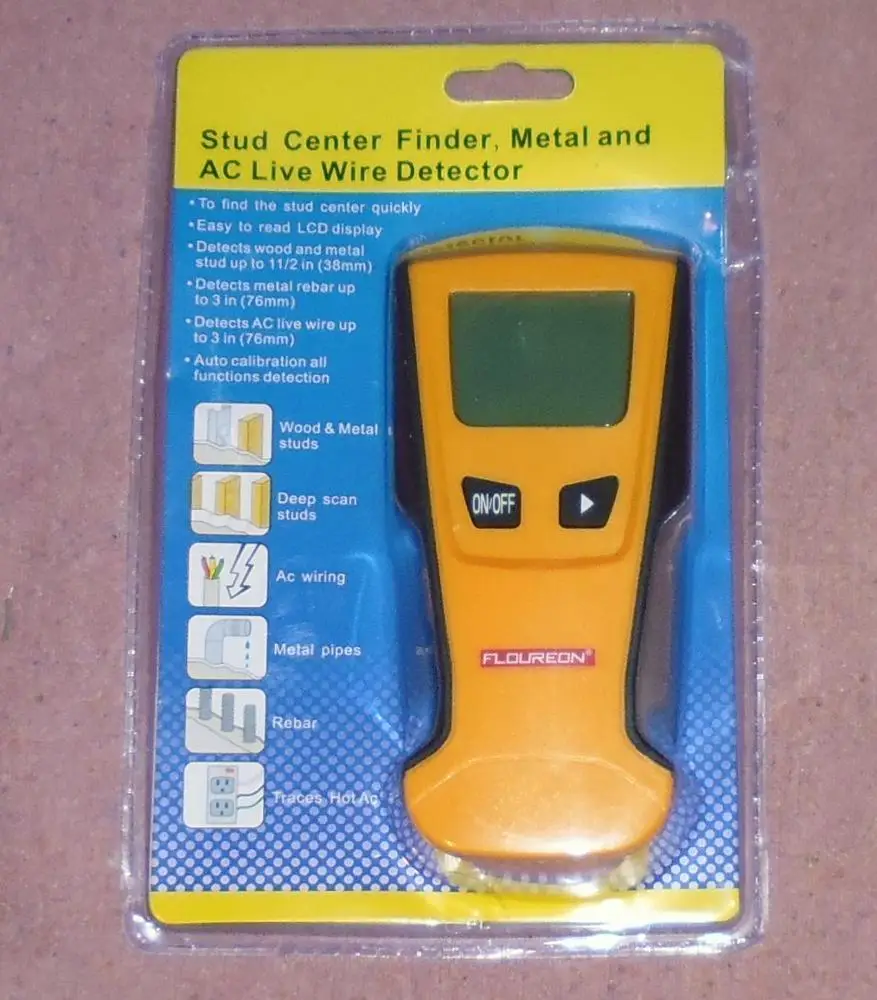 Stud Center Finder, Metal and
AC Live Wire Detector
• To find the stud center quickly
• Easy to read LCD display
• Detects wood and metal
stud up to 11/2 in (38mm)
• Detects metal rebar up
to 3 in (76mm)
• Detects AC live wire up
to 3 in (76mm)
• Auto calibration all
functions detection
Wood & Metal
studs
Deep scan
studs
Ac wiring
Metal pipes
Rebar
Traces Hot Ac
ON/OFF
FLOUREON®